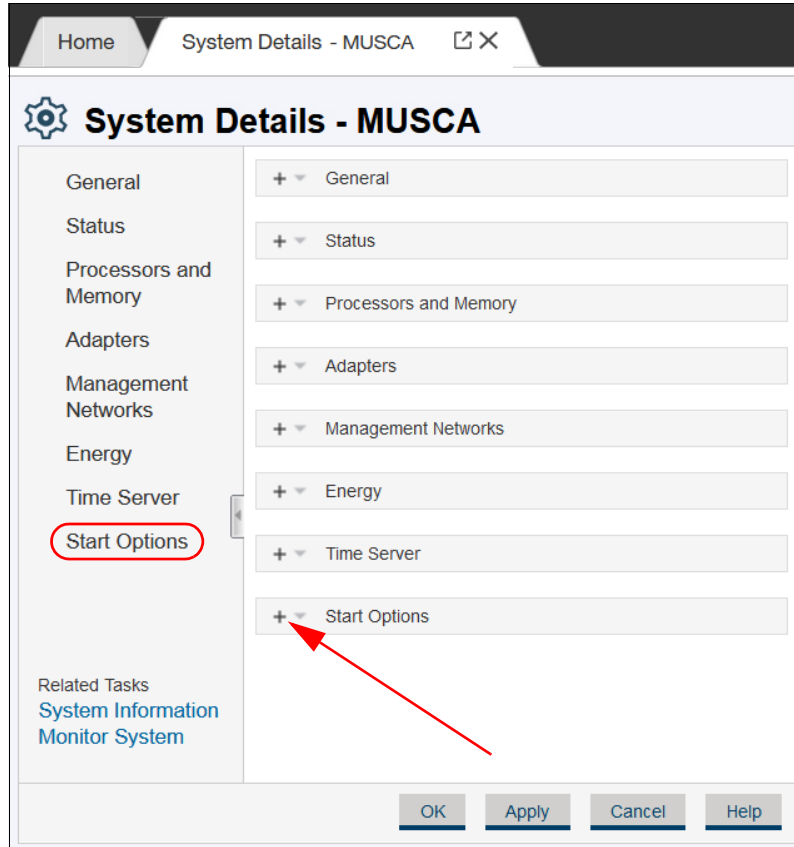 Home
System Details - MUSCA
System Details - MUSCA
General
Status
Processors and
Memory
Adapters
Management
Networks
Energy
Time Server
Start Options
Related Tasks
System Information
Monitor System
General
Status
Processors and Memory
Adapters
Management Networks
Energy
Time Server
Start Options
OK
Apply
Cancel
Help